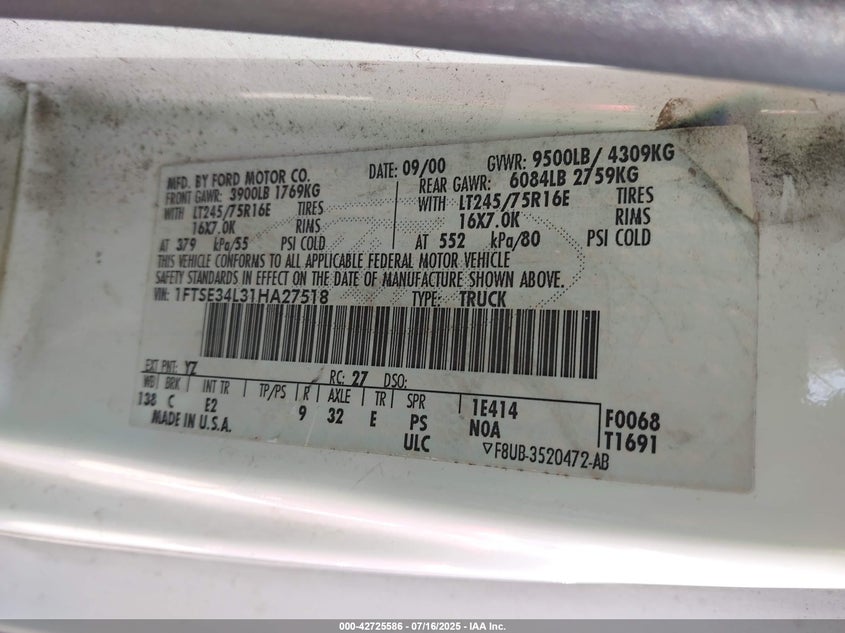 MFD. BY FORD MOTOR CO. DATE: 09/00 GVWR: 9500LB/ 4309KG
FRONT GAWR: 3900LB 1769KG REAR GAWR: 6084LB 2759KG
WITH LT245/75R16E TIRES WITH LT245/75R16E TIRES
16X7.0K RIMS 16X7.0K RIMS
AT 379 kPa/55 PSI COLD AT 552 kPa/80 PSI COLD
THIS VEHICLE CONFORMS TO ALL APPLICABLE FEDERAL MOTOR VEHICLE
SAFETY STANDARDS IN EFFECT ON THE DATE OF MANUFACTURE SHOWN ABOVE.
VIN: 1FTSE34L31HA27518 TYPE: TRUCK
EXT PNT: YZ RC: 27 DSO:
WB BRK INT TR TP/PS R AXLE TR SPR 1E414 F0068
138 C E2 9 32 E PS N0A T1691
MADE IN U.S.A. ULC ▽F8UB-3520472-AB
000-42725586 - 07/16/2025 - IAA Inc.